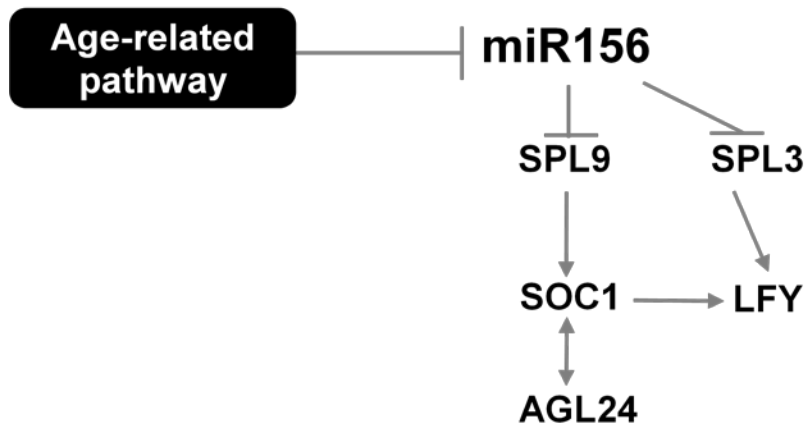 Age-related
pathway
miR156
SPL9
SPL3
SOC1
LFY
AGL24